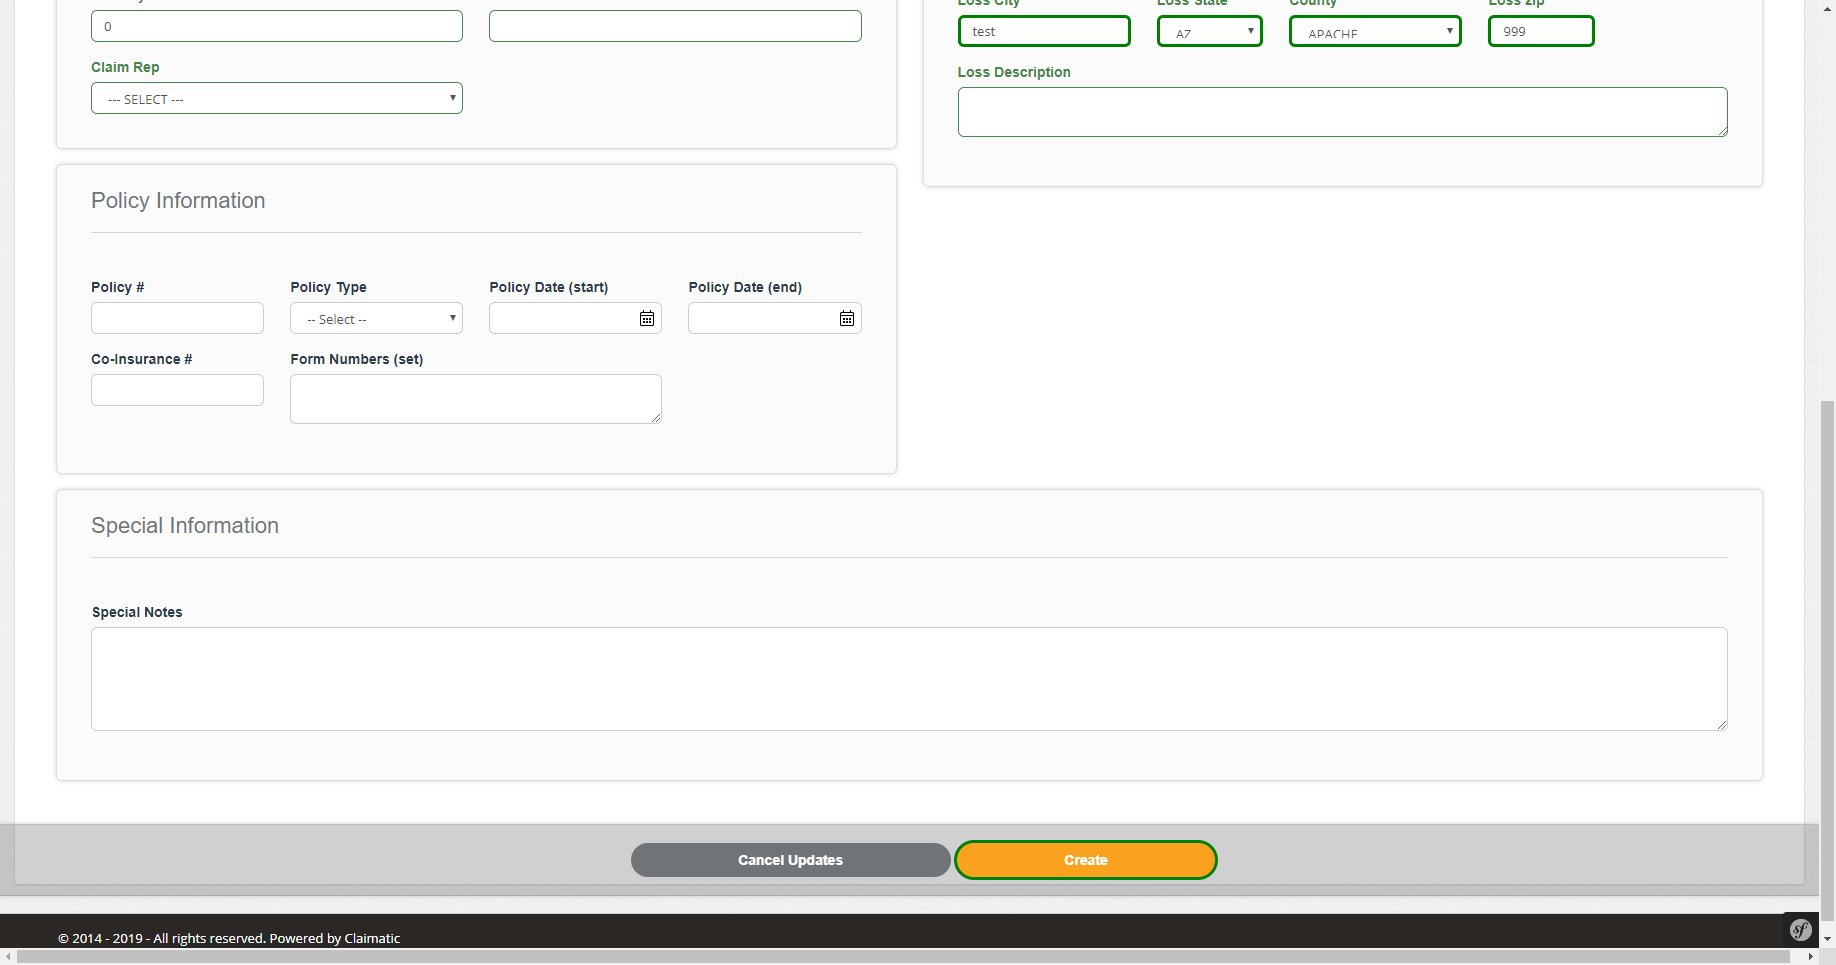 Loss City Loss State County Loss Zip
0
test AZ APACHE 999
Claim Rep
Loss Description
--- SELECT ---
Policy Information
Policy # Policy Type Policy Date (start) Policy Date (end)
-- Select --
Co-Insurance # Form Numbers (set)
Special Information
Special Notes
Cancel Updates Create
© 2014 - 2019 - All rights reserved. Powered by Claimatic
sf